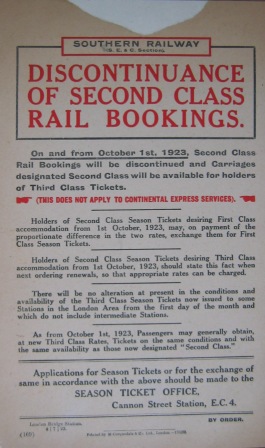 SOUTHERN RAILWAY
S. E. & C. Section.
DISCONTINUANCE
OF SECOND CLASS
RAIL BOOKINGS.
On and from October 1st, 1923, Second Class
Rail Bookings will be discontinued and Carriages
designated Second Class will be available for holders
of Third Class Tickets.
(THIS DOES NOT APPLY TO CONTINENTAL EXPRESS SERVICES).
Holders of Second Class Season Tickets desiring First Class
accommodation from 1st October, 1923, may, on payment of the
proportionate difference in the two rates, exchange them for First
Class Season Tickets.
Holders of Second Class Season Tickets desiring Third Class
accommodation from 1st October, 1923, should state this fact when
next ordering renewals, so that appropriate rates can be charged.
There will be no alteration at present in the conditions and
availability of the Third Class Season Tickets now issued to some
Stations in the London Area from the first day of the month and
which do not include intermediate Stations.
As from October 1st, 1923, Passengers may generally obtain,
at new Third Class Rates, Tickets on the same conditions and with
the same availability as those now designated "Second Class."
Applications for Season Tickets or for the exchange of
same in accordance with the above should be made to the
SEASON TICKET OFFICE,
Cannon Street Station, E.C. 4.
London Bridge Station,
BY ORDER.